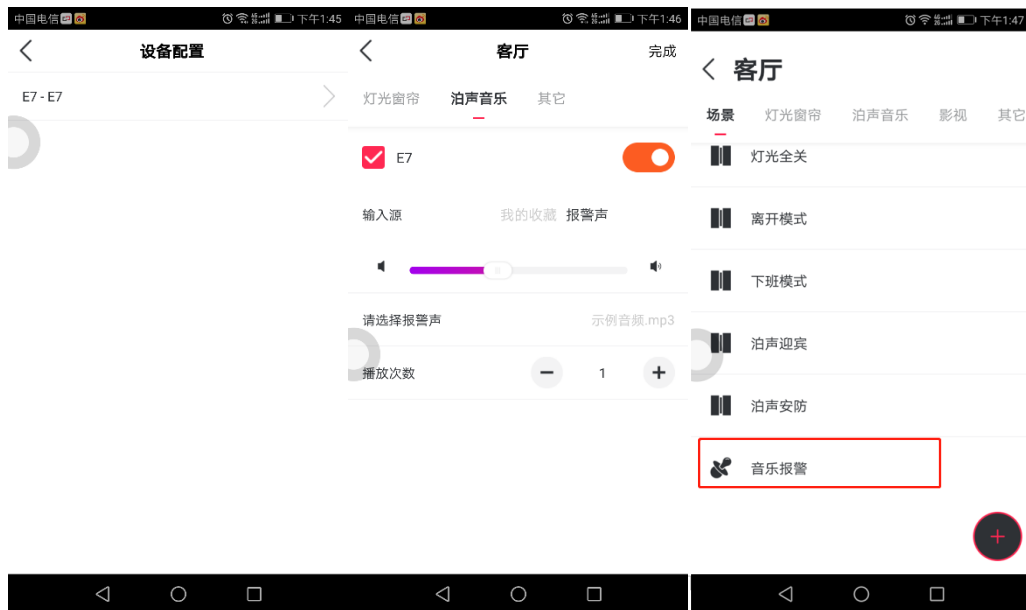 中国电信 下午1:45
设备配置
E7 - E7
中国电信 下午1:46
客厅 完成
灯光窗帘 泊声音乐 其它
E7
输入源 我的收藏 报警声
请选择报警声 示例音频.mp3
播放次数 1
中国电信 下午1:47
客厅
场景 灯光窗帘 泊声音乐 影视 其它
灯光全关
离开模式
下班模式
泊声迎宾
泊声安防
音乐报警